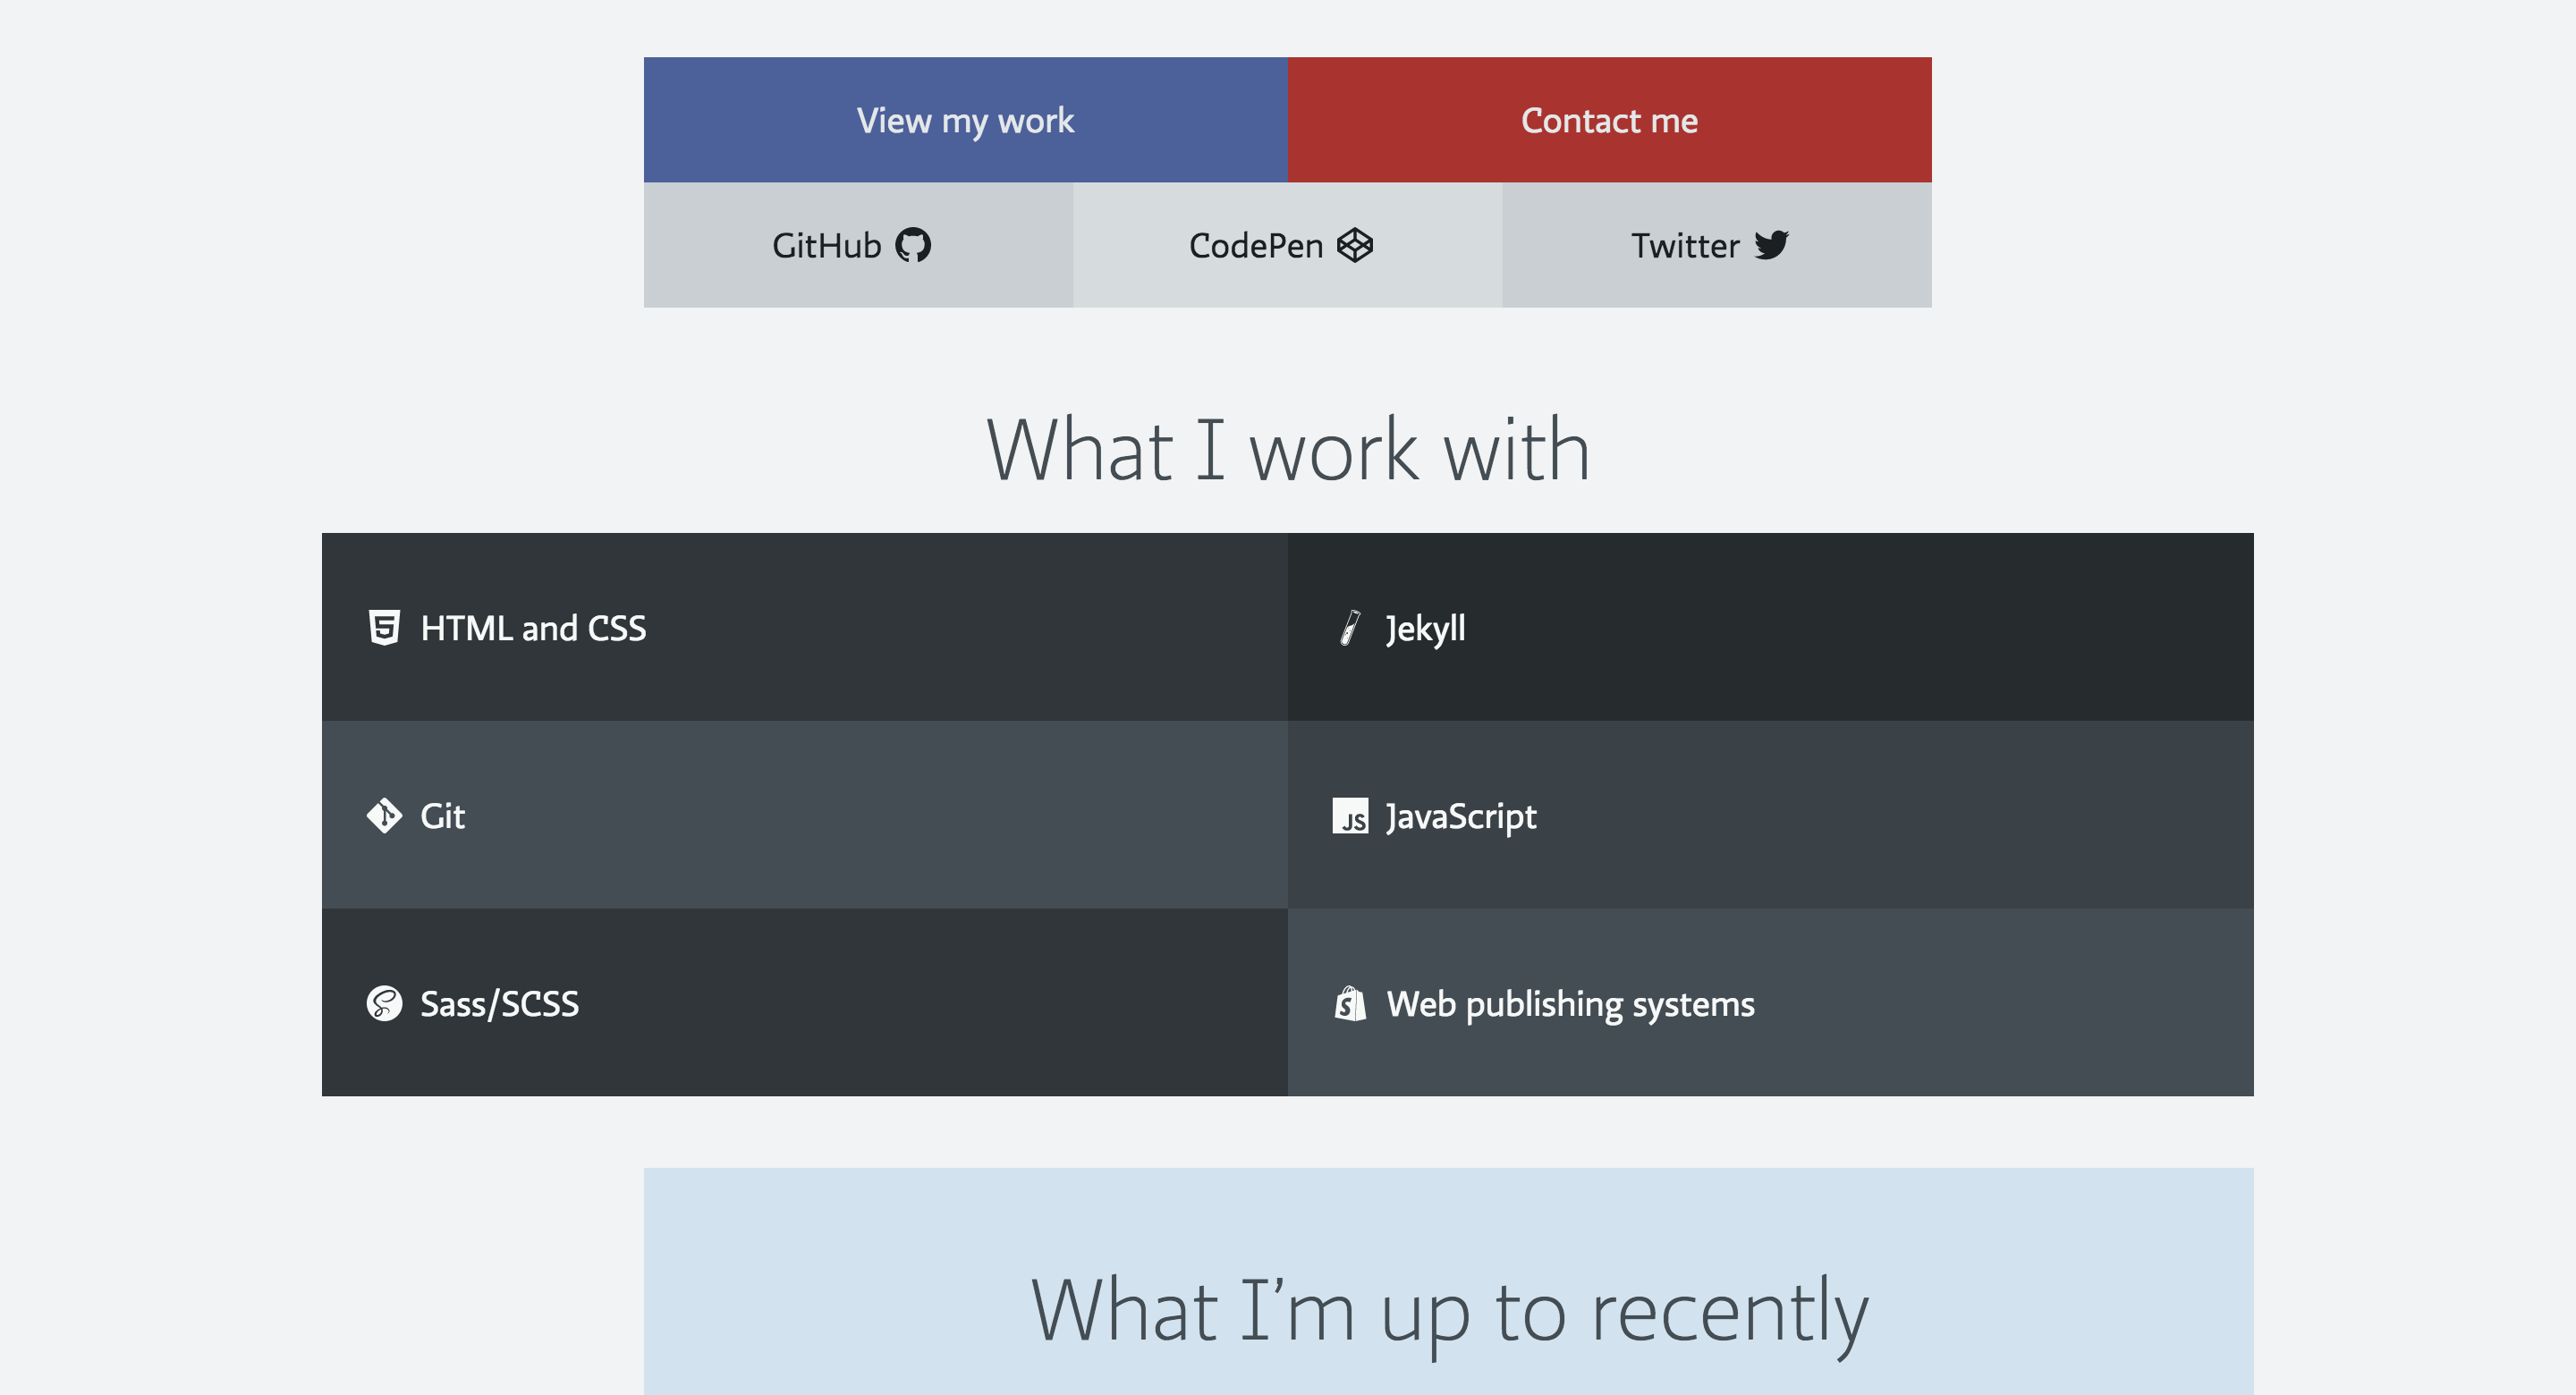 View my work
Contact me
GitHub
CodePen
Twitter
What I work with
HTML and CSS
Jekyll
Git
JS JavaScript
Sass/SCSS
Web publishing systems
What I’m up to recently